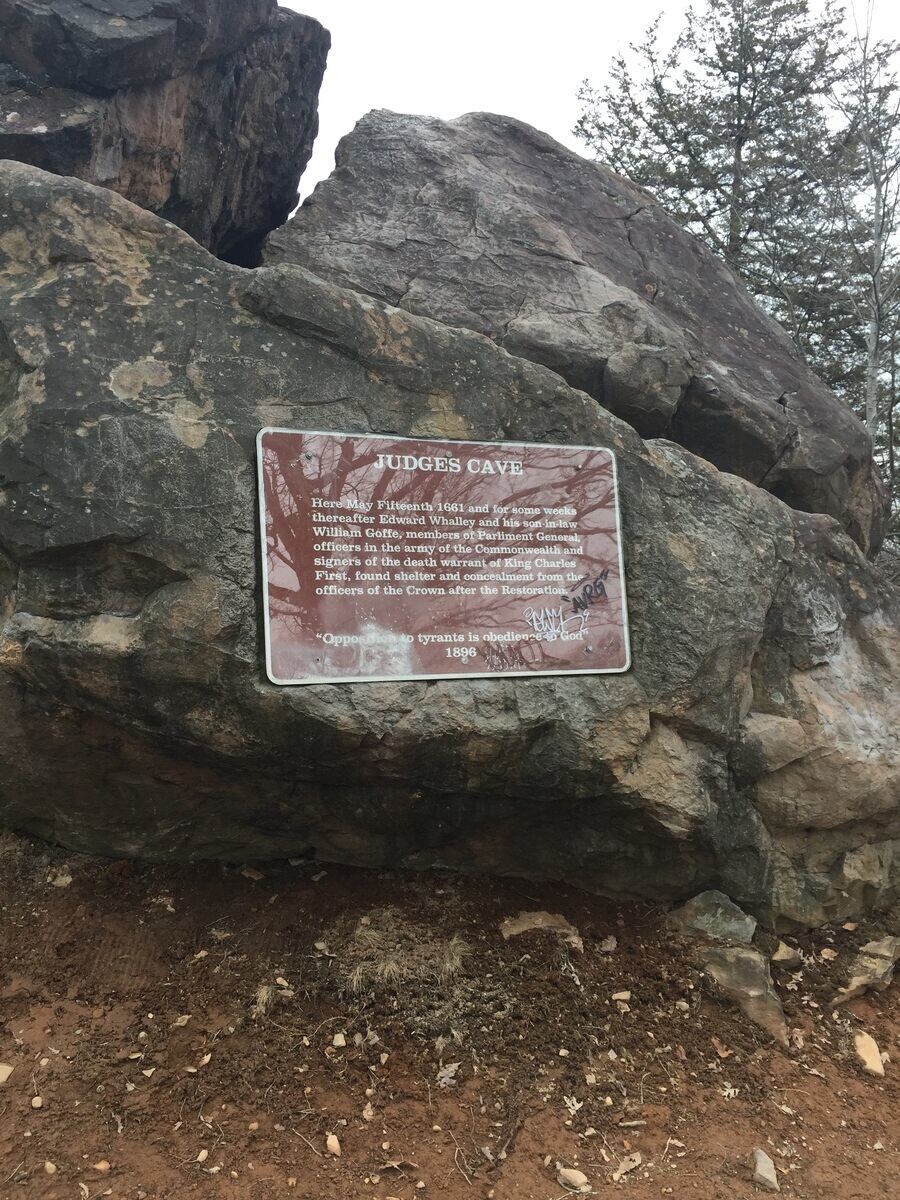 JUDGES CAVE
Here May Fifteenth 1661 and for some weeks
thereafter Edward Whalley and his son-in-law
William Goffe, members of Parliment General,
officers in the army of the Commonwealth and
signers of the death warrant of King Charles
First, found shelter and concealment from the
officers of the Crown after the Restoration.
"Opposition to tyrants is obedience to God"
1896